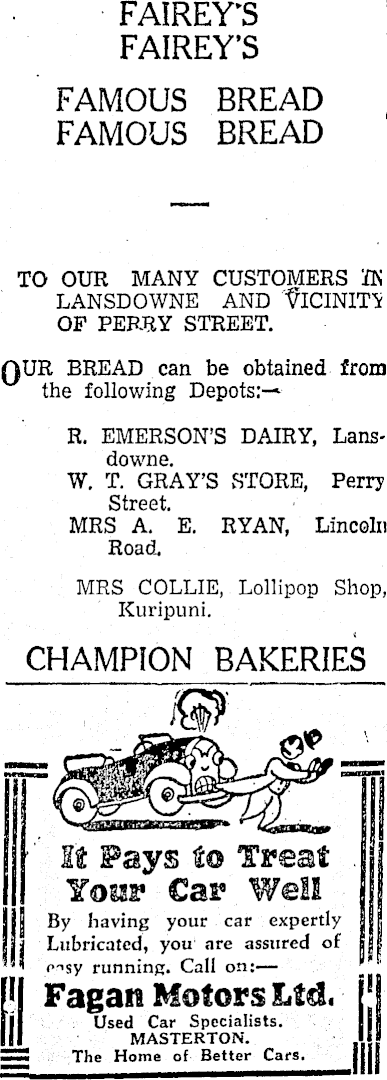 FAIREY'S
FAIREY'S
FAMOUS BREAD
FAMOUS BREAD
TO OUR MANY CUSTOMERS IN
LANSDOWNE AND VICINITY
OF PERRY STREET.
OUR BREAD can be obtained from
the following Depots:—
R. EMERSON'S DAIRY, Lans-
downe.
W. T. GRAY'S STORE, Perry
Street.
MRS A. E. RYAN, Lincoln
Road.
MRS COLLIE, Lollipop Shop,
Kuripuni.
CHAMPION BAKERIES
It Pays to Treat
Your Car Well
By having your car expertly
Lubricated, you are assured of
easy running. Call on:—
Fagan Motors Ltd.
Used Car Specialists.
MASTERTON.
The Home of Better Cars.